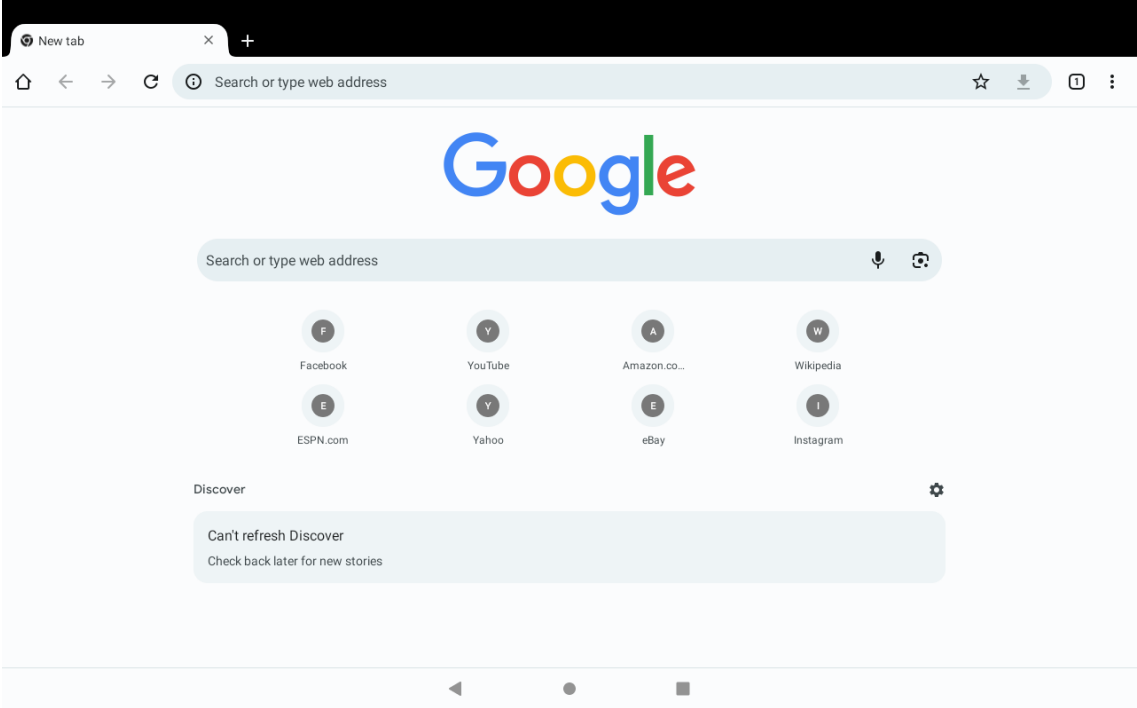 New tab
Search or type web address
1
Google
Search or type web address
F
Y
A
W
Facebook
YouTube
Amazon.co...
Wikipedia
E
Y
E
I
ESPN.com
Yahoo
eBay
Instagram
Discover
Can't refresh Discover
Check back later for new stories